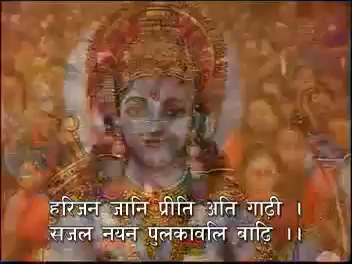 हरिजन जानि प्रीति अति गाढ़ी ।
सजल नयन पुलकावलि बाढि ।।